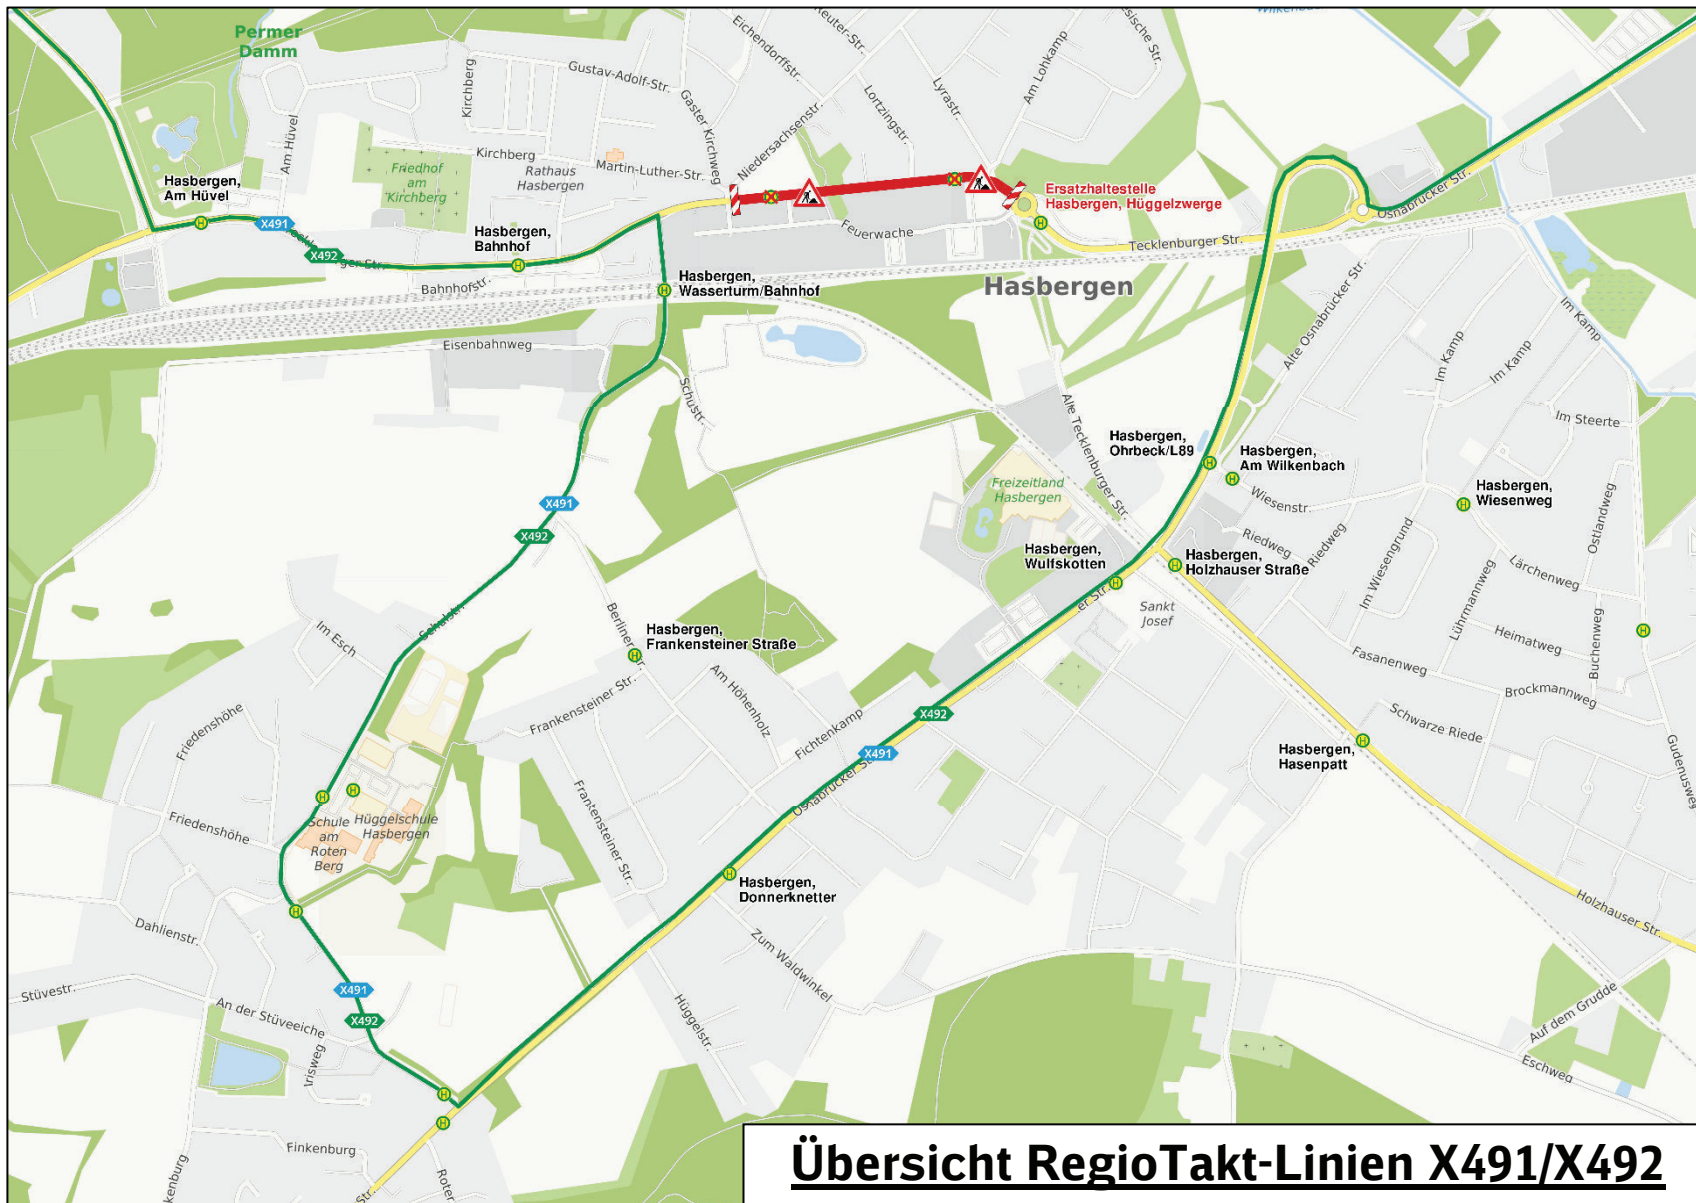 Permer
Damm
Kirchberg
Gustav-Adolf-Str.
Eichendorffstr.
Reuter-Str.
Gaster Kirchweg
Niedersachsenstr.
Lortzingstr.
Lyrastr.
Am Lohkamp
Am Hüvel
Friedhof
am
Kirchberg
Kirchberg
Rathaus
Hasbergen
Martin-Luther-Str.
Hasbergen,
Am Hüvel
X491
X492
Hasbergen,
Bahnhof
Bahnhofstr.
Feuerwache
Ersatzhaltestelle
Hasbergen, Hüggelzwerge
Tecklenburger Str.
Osnabrücker Str.
Hasbergen,
Wasserturm/Bahnhof
Hasbergen
Eisenbahnweg
Schulstr.
Alte Osnabrücker Str.
Im Kamp
Im Kamp
Im Kamp
Im Steerte
Alte Tecklenburger Str.
Hasbergen,
Ohrbeck/L89
Hasbergen,
Am Wilkenbach
Hasbergen,
Wiesenweg
Wiesenstr.
Freizeitland
Hasbergen
X491
X492
Hasbergen,
Wulfskotten
Hasbergen,
Holzhauser Straße
Riedweg
Riedweg
Im Wiesengrund
Lührmannweg
Lärchenweg
Ostlandweg
Sankt
Josef
Heimatweg
Fasanenweg
Buchenweg
Brockmannweg
Schwarze Riede
Gudenusweg
Schulstr.
Im Esch
Berliner Str.
Hasbergen,
Frankensteiner Straße
Frankensteiner Str.
Am Höhenholz
Fichtenkamp
X492
X491
Osnabrücker Str.
Hasbergen,
Hasenpatt
Friedenshöhe
Friedenshöhe
Schule
am
Roten
Berg
Hüggelschule
Hasbergen
Frantensteiner Str.
Hasbergen,
Donnerknetter
Zum Waldwinkel
Holzhauser Str.
Dahlienstr.
Stüvestr.
An der Stüveeiche
X491
X492
Irisweg
Hüggelstr.
Auf dem Grudde
Eschweg
Finkenburg
Übersicht RegioTakt-Linien X491/X492